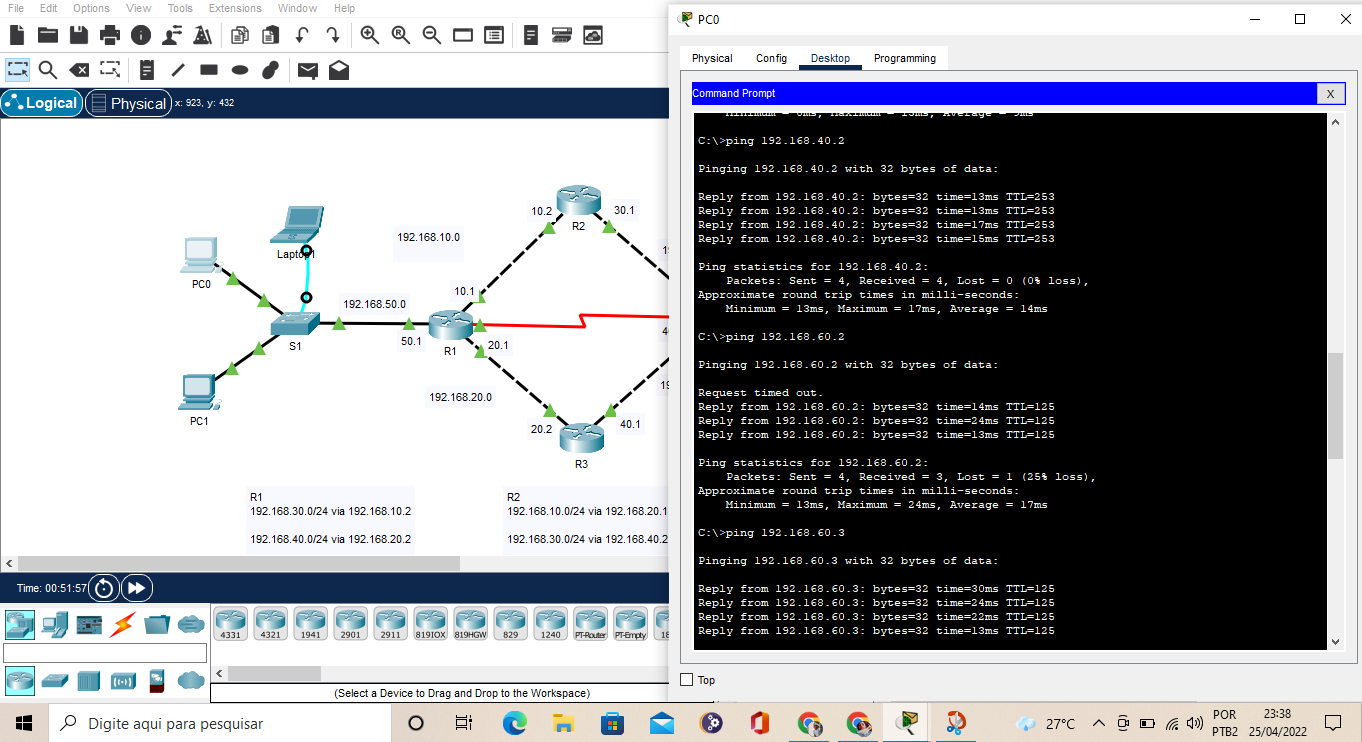 File Edit Options View Tools Extensions Window Help
Logical Physical x: 923, y: 432
10.2 30.1
R2
192.168.10.0
Laptop1
PC0
10.1
192.168.50.0
50.1
R1
20.1
S1
192.168.20.0
PC1
20.2
40.1
R3
R1
192.168.30.0/24 via 192.168.10.2
192.168.40.0/24 via 192.168.20.2
R2
192.168.10.0/24 via 192.168.20.1
192.168.30.0/24 via 192.168.40.2
Time: 00:51:57
4331 4321 1941 2901 2911 819IOX 819HGW 829 1240 PT-Router PT-Empty
(Select a Device to Drag and Drop to the Workspace)
PC0
Physical Config Desktop Programming
Command Prompt X
Minimum = 0ms, Maximum = 13ms, Average = 9ms
C:\>ping 192.168.40.2
Pinging 192.168.40.2 with 32 bytes of data:
Reply from 192.168.40.2: bytes=32 time=13ms TTL=253
Reply from 192.168.40.2: bytes=32 time=13ms TTL=253
Reply from 192.168.40.2: bytes=32 time=17ms TTL=253
Reply from 192.168.40.2: bytes=32 time=15ms TTL=253
Ping statistics for 192.168.40.2:
Packets: Sent = 4, Received = 4, Lost = 0 (0% loss),
Approximate round trip times in milli-seconds:
Minimum = 13ms, Maximum = 17ms, Average = 14ms
C:\>ping 192.168.60.2
Pinging 192.168.60.2 with 32 bytes of data:
Request timed out.
Reply from 192.168.60.2: bytes=32 time=14ms TTL=125
Reply from 192.168.60.2: bytes=32 time=24ms TTL=125
Reply from 192.168.60.2: bytes=32 time=13ms TTL=125
Ping statistics for 192.168.60.2:
Packets: Sent = 4, Received = 3, Lost = 1 (25% loss),
Approximate round trip times in milli-seconds:
Minimum = 13ms, Maximum = 24ms, Average = 17ms
C:\>ping 192.168.60.3
Pinging 192.168.60.3 with 32 bytes of data:
Reply from 192.168.60.3: bytes=32 time=30ms TTL=125
Reply from 192.168.60.3: bytes=32 time=24ms TTL=125
Reply from 192.168.60.3: bytes=32 time=22ms TTL=125
Reply from 192.168.60.3: bytes=32 time=13ms TTL=125
Top
Digite aqui para pesquisar
27°C
POR
PTB2
23:38
25/04/2022